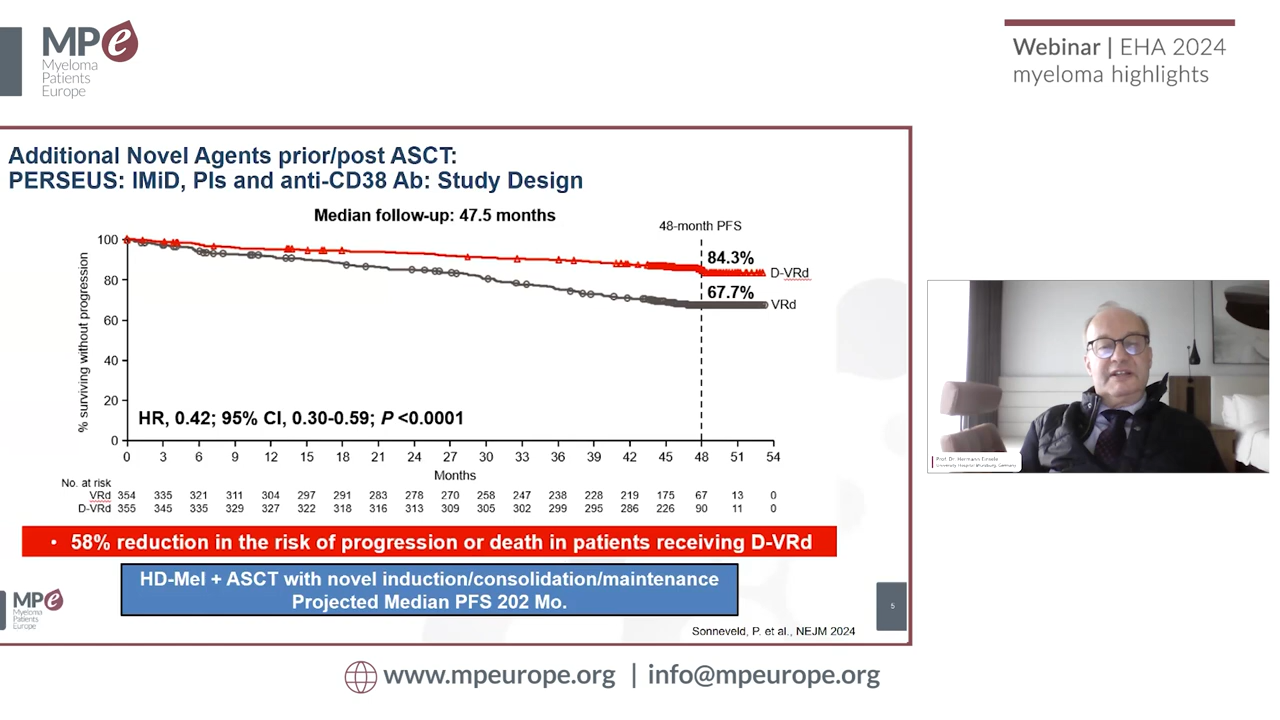 MPe
Myeloma
Patients
Europe
Webinar | EHA 2024
myeloma highlights
Additional Novel Agents prior/post ASCT:
PERSEUS: IMiD, PIs and anti-CD38 Ab: Study Design
Median follow-up: 47.5 months
48-month PFS
84.3%
D-VRd
67.7%
VRd
% surviving without progression
100
80
60
40
20
0
HR, 0.42; 95% CI, 0.30-0.59; P <0.0001
0 3 6 9 12 15 18 21 24 27 30 33 36 39 42 45 48 51 54
Months
No. at risk
VRd 354 335 321 311 304 297 291 283 278 270 258 247 238 228 219 175 67 13 0
D-VRd 355 345 335 329 327 322 318 316 313 309 305 302 299 295 286 226 90 11 0
• 58% reduction in the risk of progression or death in patients receiving D-VRd
HD-Mel + ASCT with novel induction/consolidation/maintenance
Projected Median PFS 202 Mo.
MPe
Myeloma
Patients
Europe
5
Sonneveld, P. et al., NEJM 2024
Prof. Dr. Hermann Einsele
University Hospital Würzburg, Germany
www.mpeurope.org | info@mpeurope.org